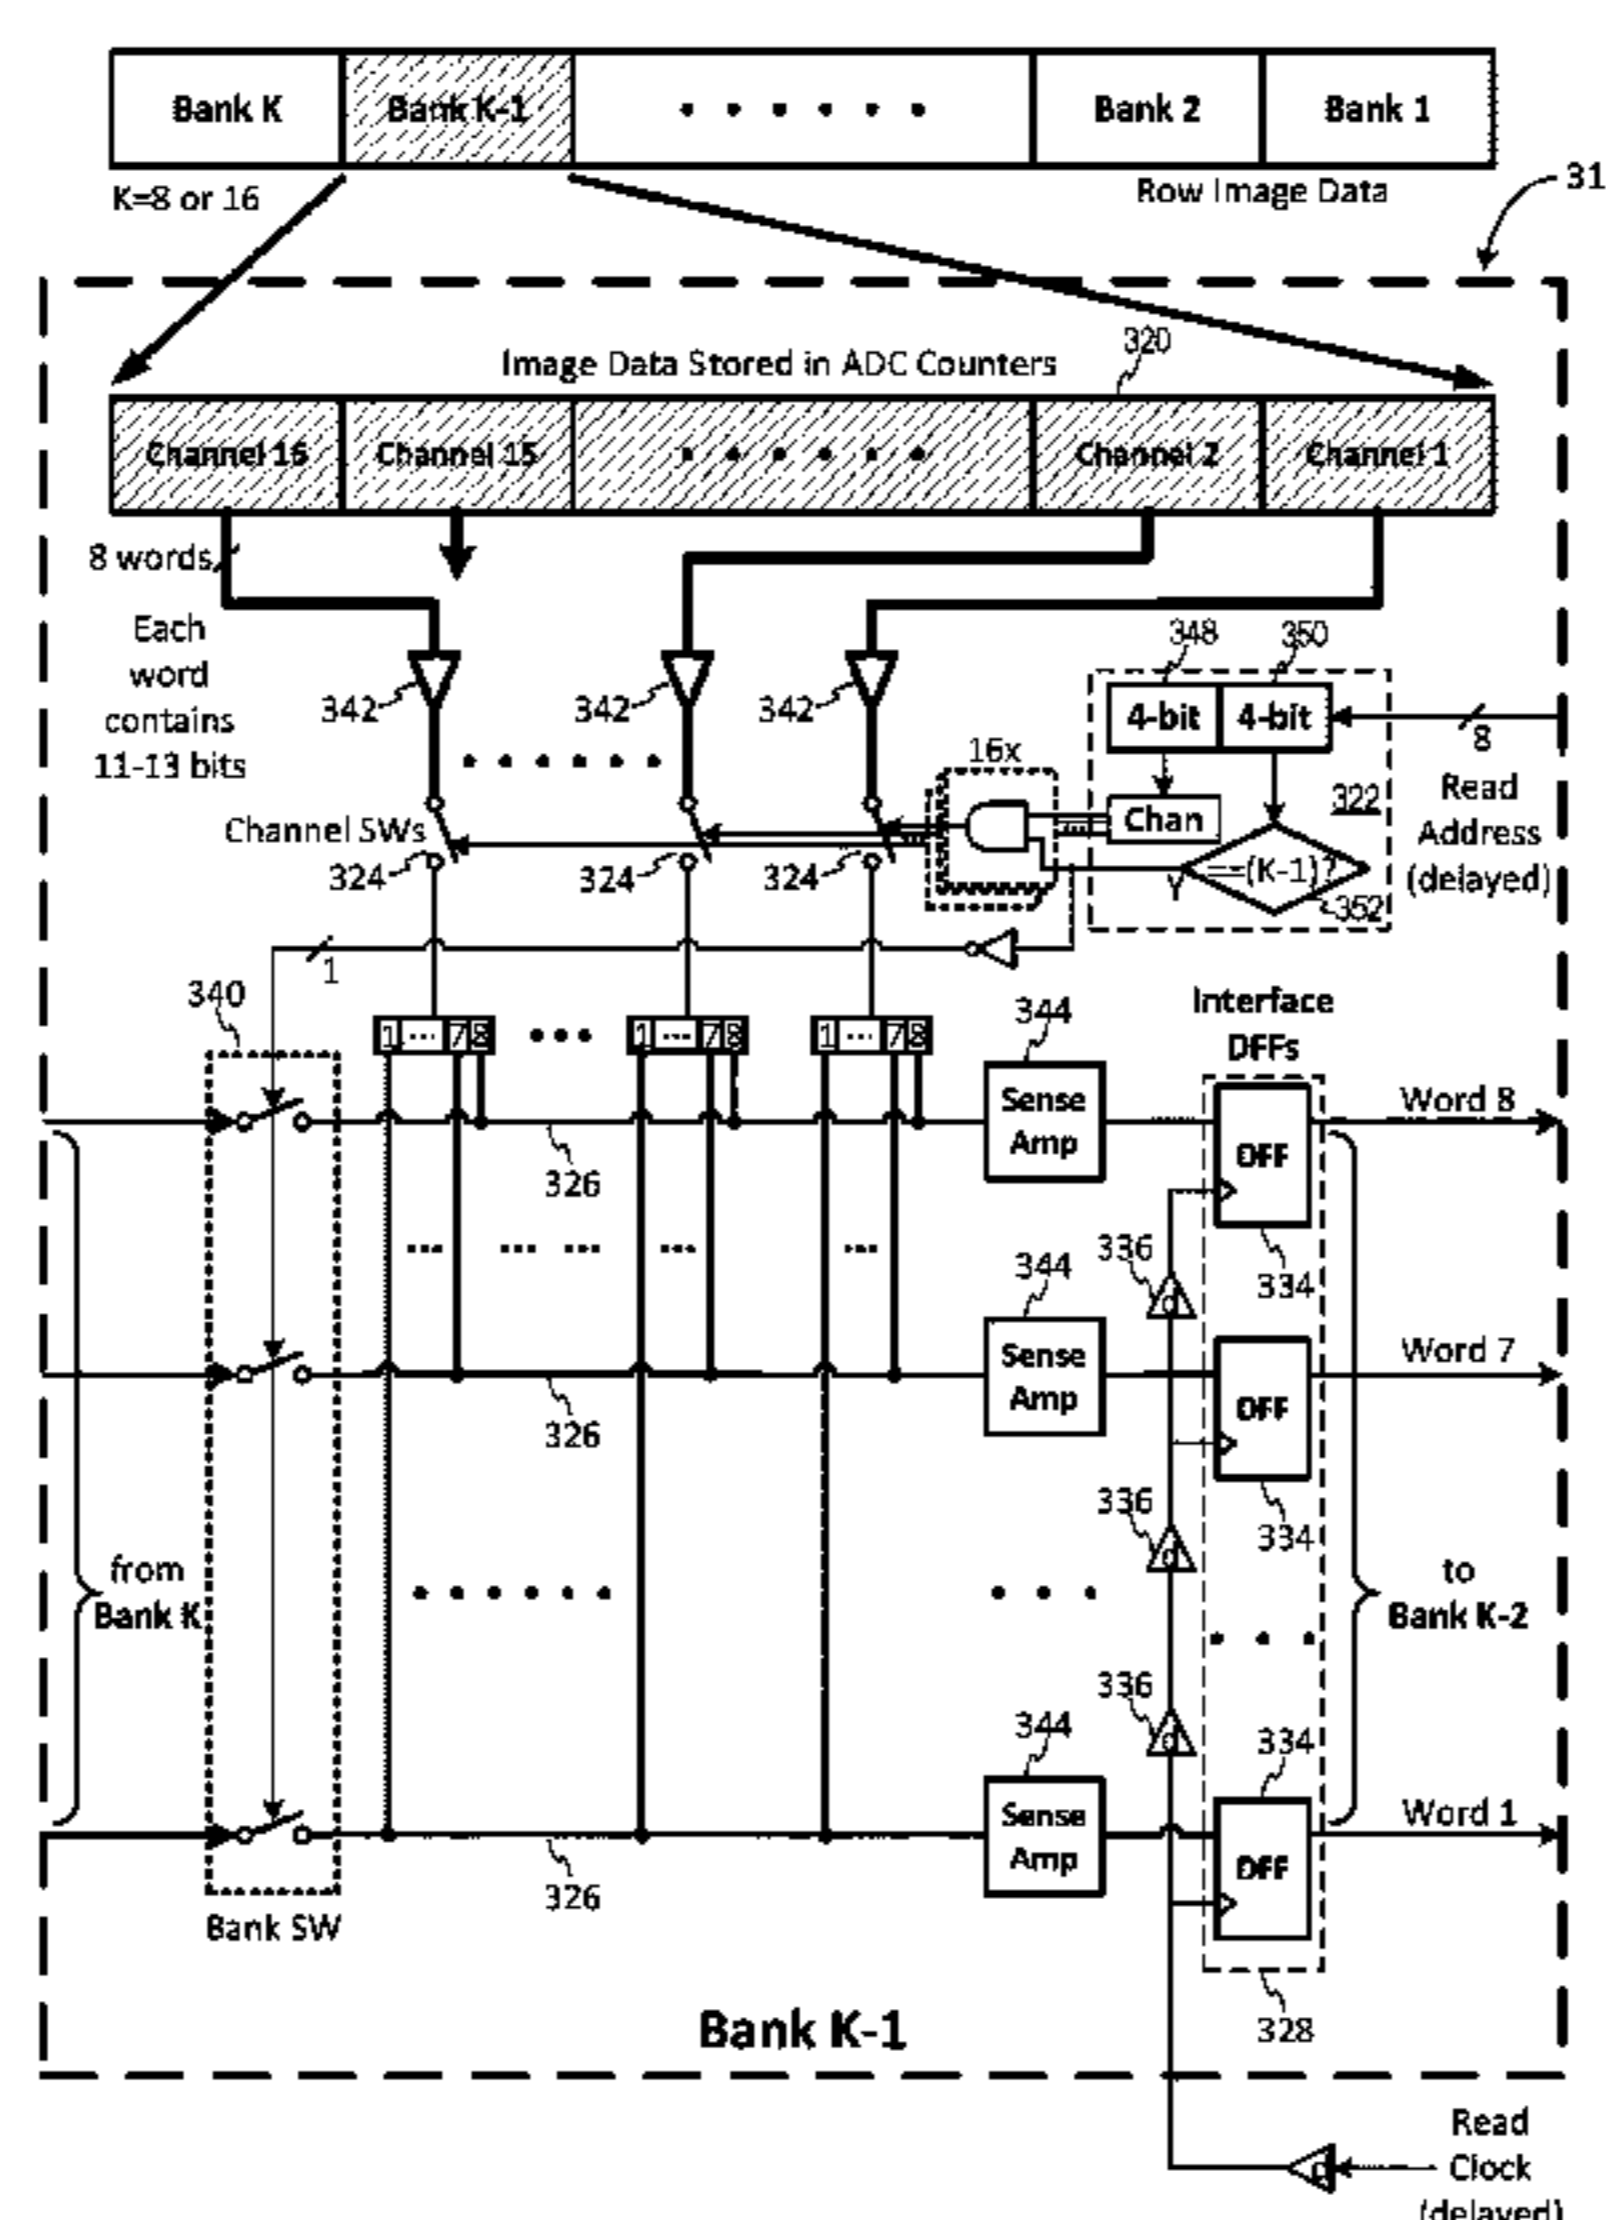 Bank K
Bank K-1
Bank 2
Bank 1
K=8 or 16
Row Image Data
31
Image Data Stored in ADC Counters
320
Channel 16
Channel 15
Channel 2
Channel 1
8 words
Each
word
contains
11-13 bits
342
342
342
348
350
4-bit
4-bit
8
Read
Address
(delayed)
16x
Chan
322
==(K-1)?
Y
352
Channel SWs
324
324
324
1
340
1 ... 7 8
1 ... 7 8
1 ... 7 8
344
Interface
DFFs
Sense
Amp
DFF
Word 8
326
336
334
344
Sense
Amp
DFF
Word 7
326
336
334
from
Bank K
to
Bank K-2
336
344
334
Sense
Amp
DFF
Word 1
326
Bank SW
328
Bank K-1
Read
Clock
(delayed)